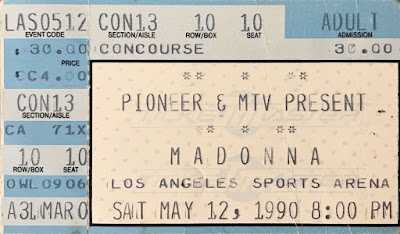 LAS0512 CON13 10 10 ADULT
EVENT CODE SECTION/AISLE ROW/BOX SEAT ADMISSION
$ 30.00 CONCOURSE 30.00
PRICE
$C4.00
CON13
SECTION/AISLE
CA 71X
10 10
ROW/BOX SEAT
OWL0906
A31MAR0
** * **
PIONEER & MTV PRESENT
** * **
MADONNA
LOS ANGELES SPORTS ARENA
SAT MAY 12, 1990 8:00 PM